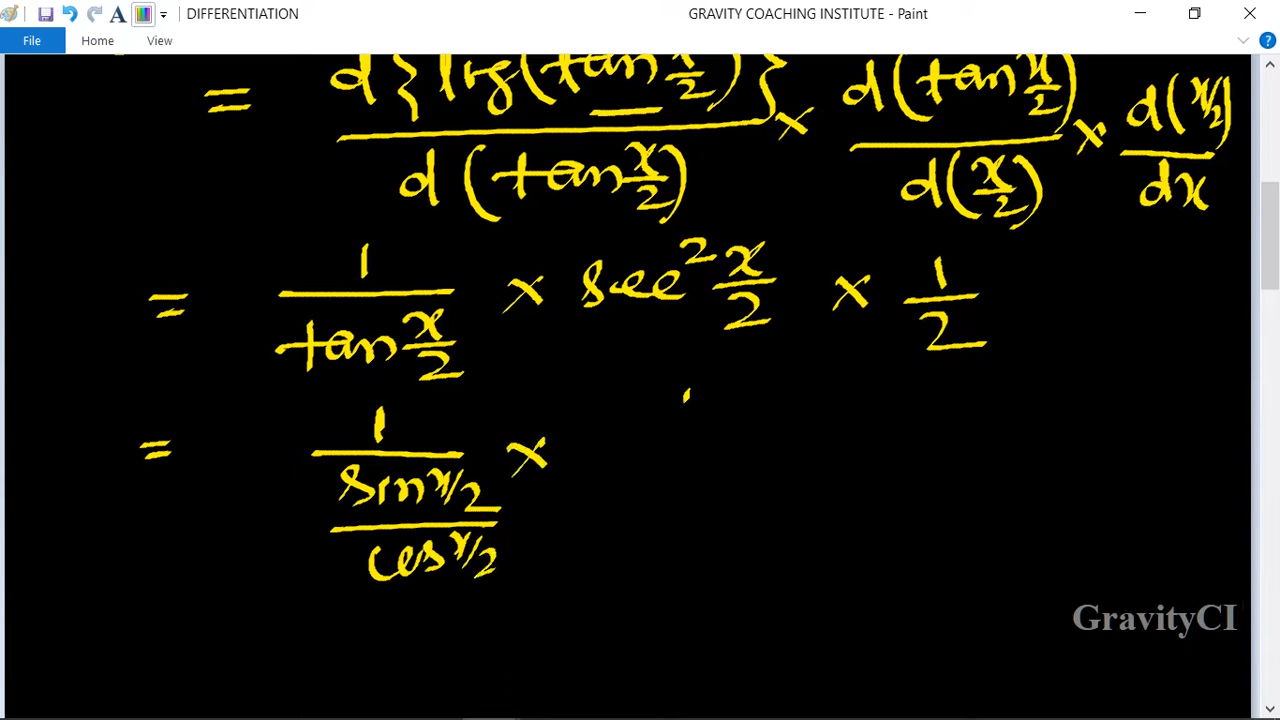 DIFFERENTIATION GRAVITY COACHING INSTITUTE - Paint
File Home View
= d{log(tan x/2)} / d(tan x/2) × d(tan x/2) / d(x/2) × d(x/2) / dx
= 1 / tan x/2 × sec² x/2 × 1/2
= 1 / (sin x/2 / cos x/2) ×
GravityCI